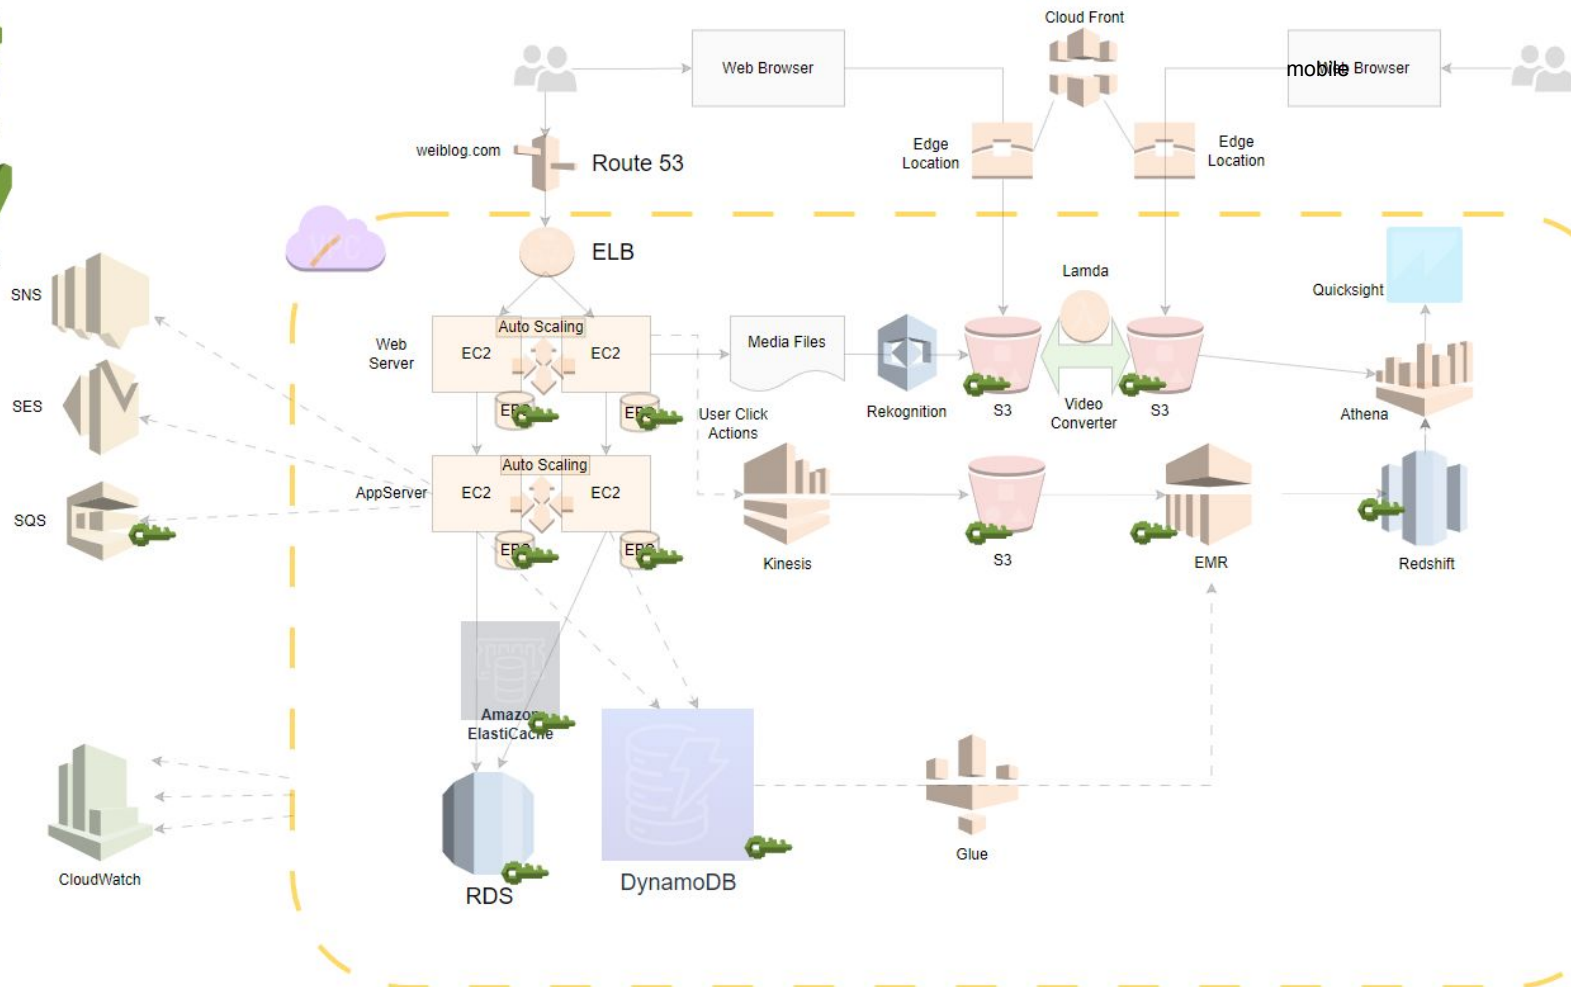 Cloud Front
Web Browser
mobile
Web Browser
weiblog.com
Route 53
Edge
Location
Edge
Location
VPC
ELB
Lamda
Quicksight
SNS
Auto Scaling
Web
Server
EC2
EC2
Media Files
Rekognition
S3
Video
Converter
S3
Athena
SES
User Click
Actions
Auto Scaling
AppServer
EC2
EC2
SQS
Kinesis
S3
EMR
Redshift
Amazon
ElastiCache
CloudWatch
RDS
DynamoDB
Glue